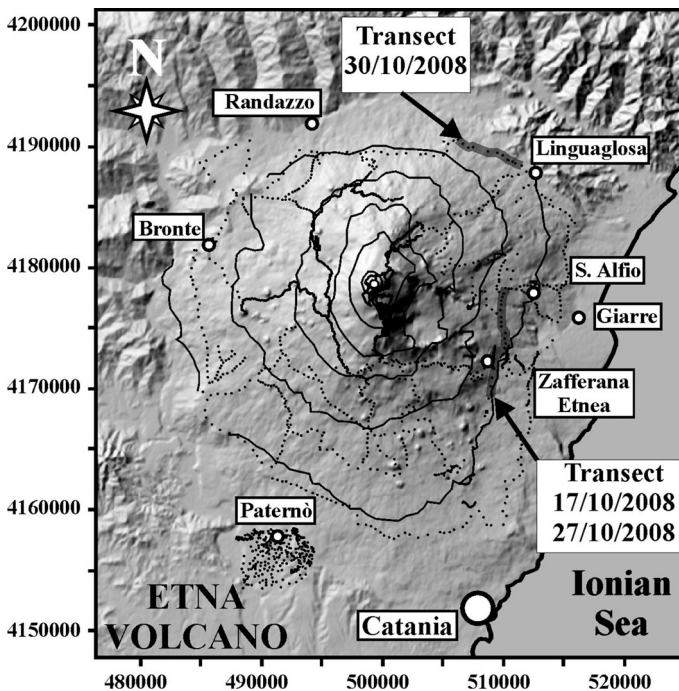 4200000
4190000
4180000
4170000
4160000
4150000
480000
490000
500000
510000
520000
N
Transect
30/10/2008
Randazzo
Linguaglosa
Bronte
S. Alfio
Giarre
Zafferana
Etnea
Transect
17/10/2008
27/10/2008
Paternò
ETNA
VOLCANO
Catania
Ionian
Sea